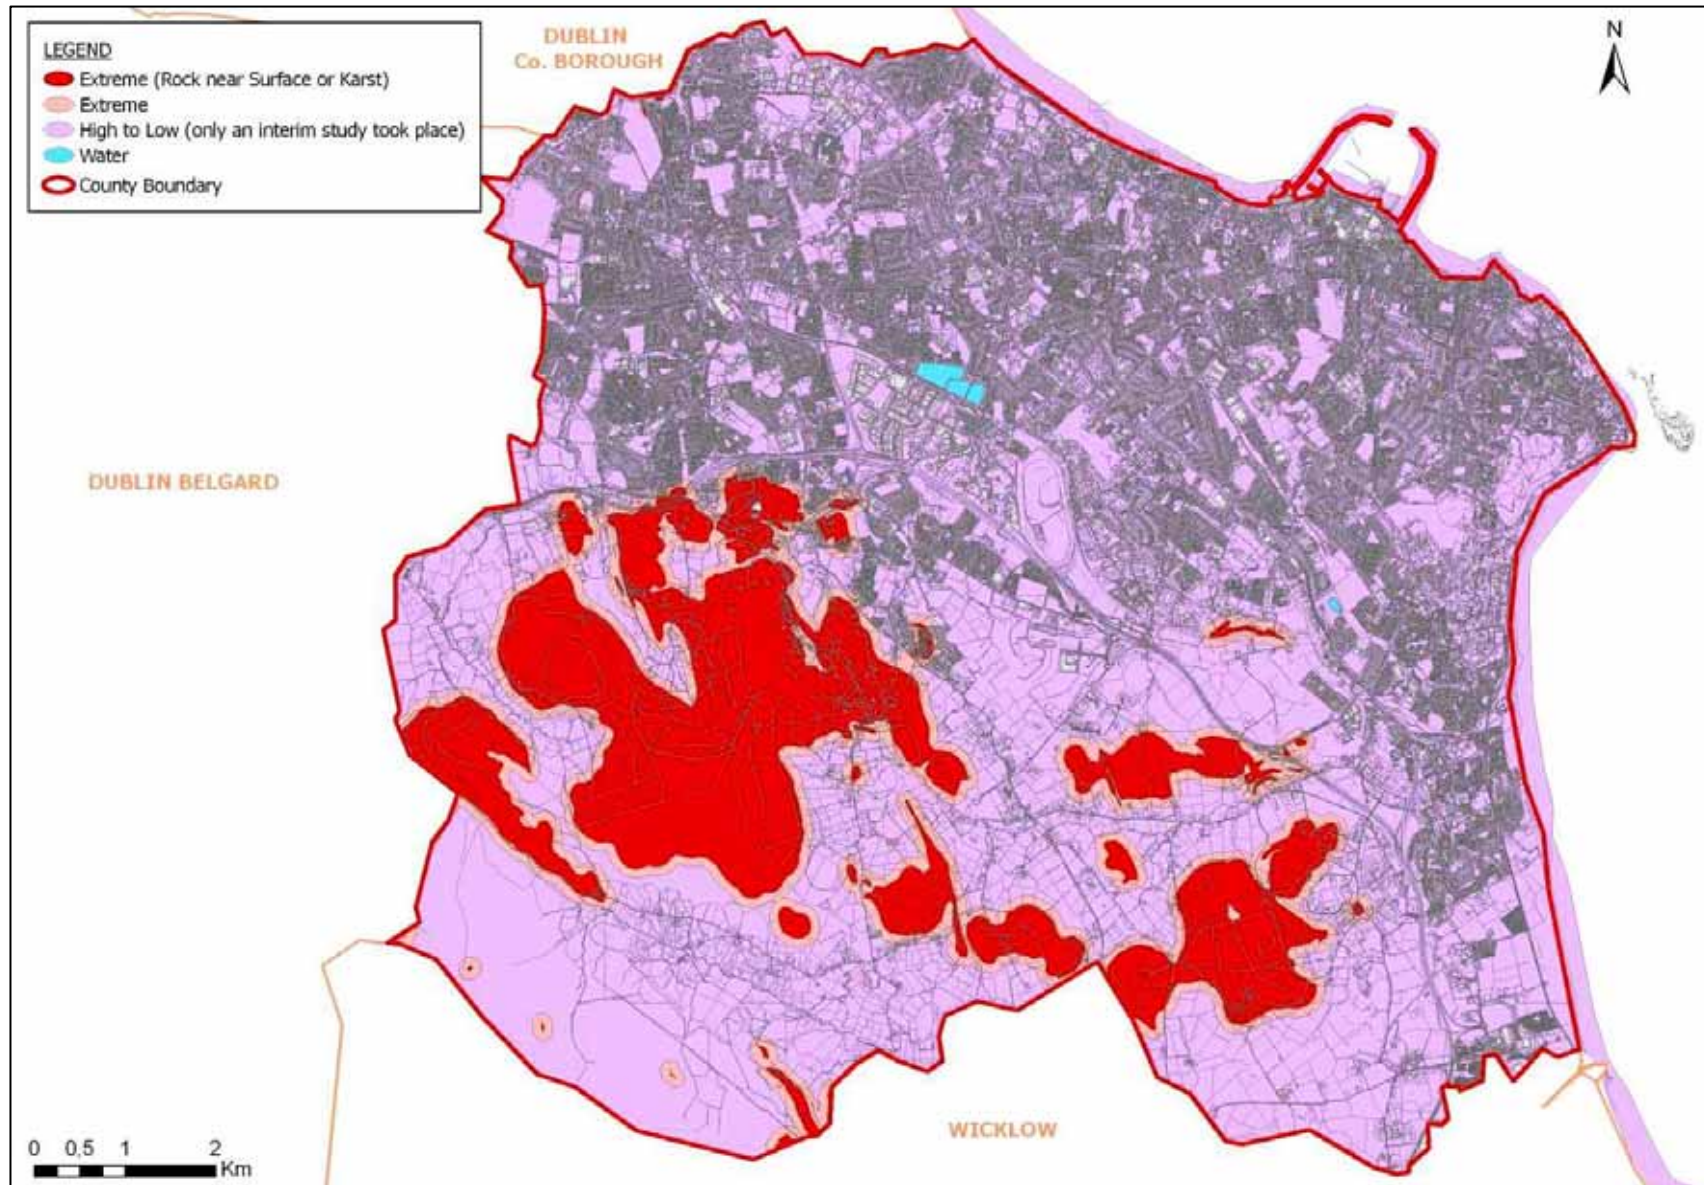 LEGEND
Extreme (Rock near Surface or Karst)
Extreme
High to Low (only an interim study took place)
Water
County Boundary
DUBLIN
Co. BOROUGH
N
DUBLIN BELGARD
WICKLOW
0 0,5 1 2
Km